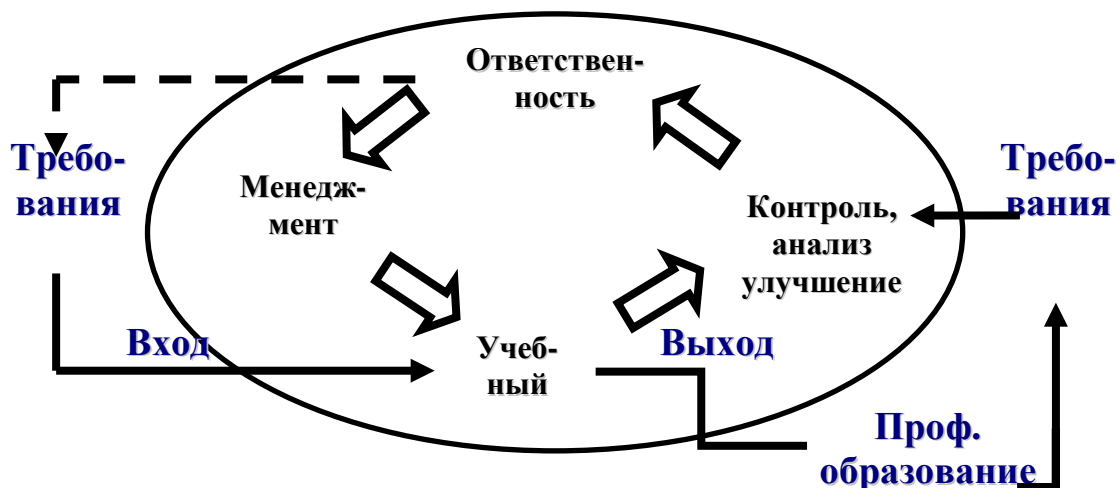 Ответствен-
ность
Требо-
вания
Менедж-
мент
Требо-
вания
Контроль,
анализ
улучшение
Вход
Учеб-
ный
Выход
Проф.
образование